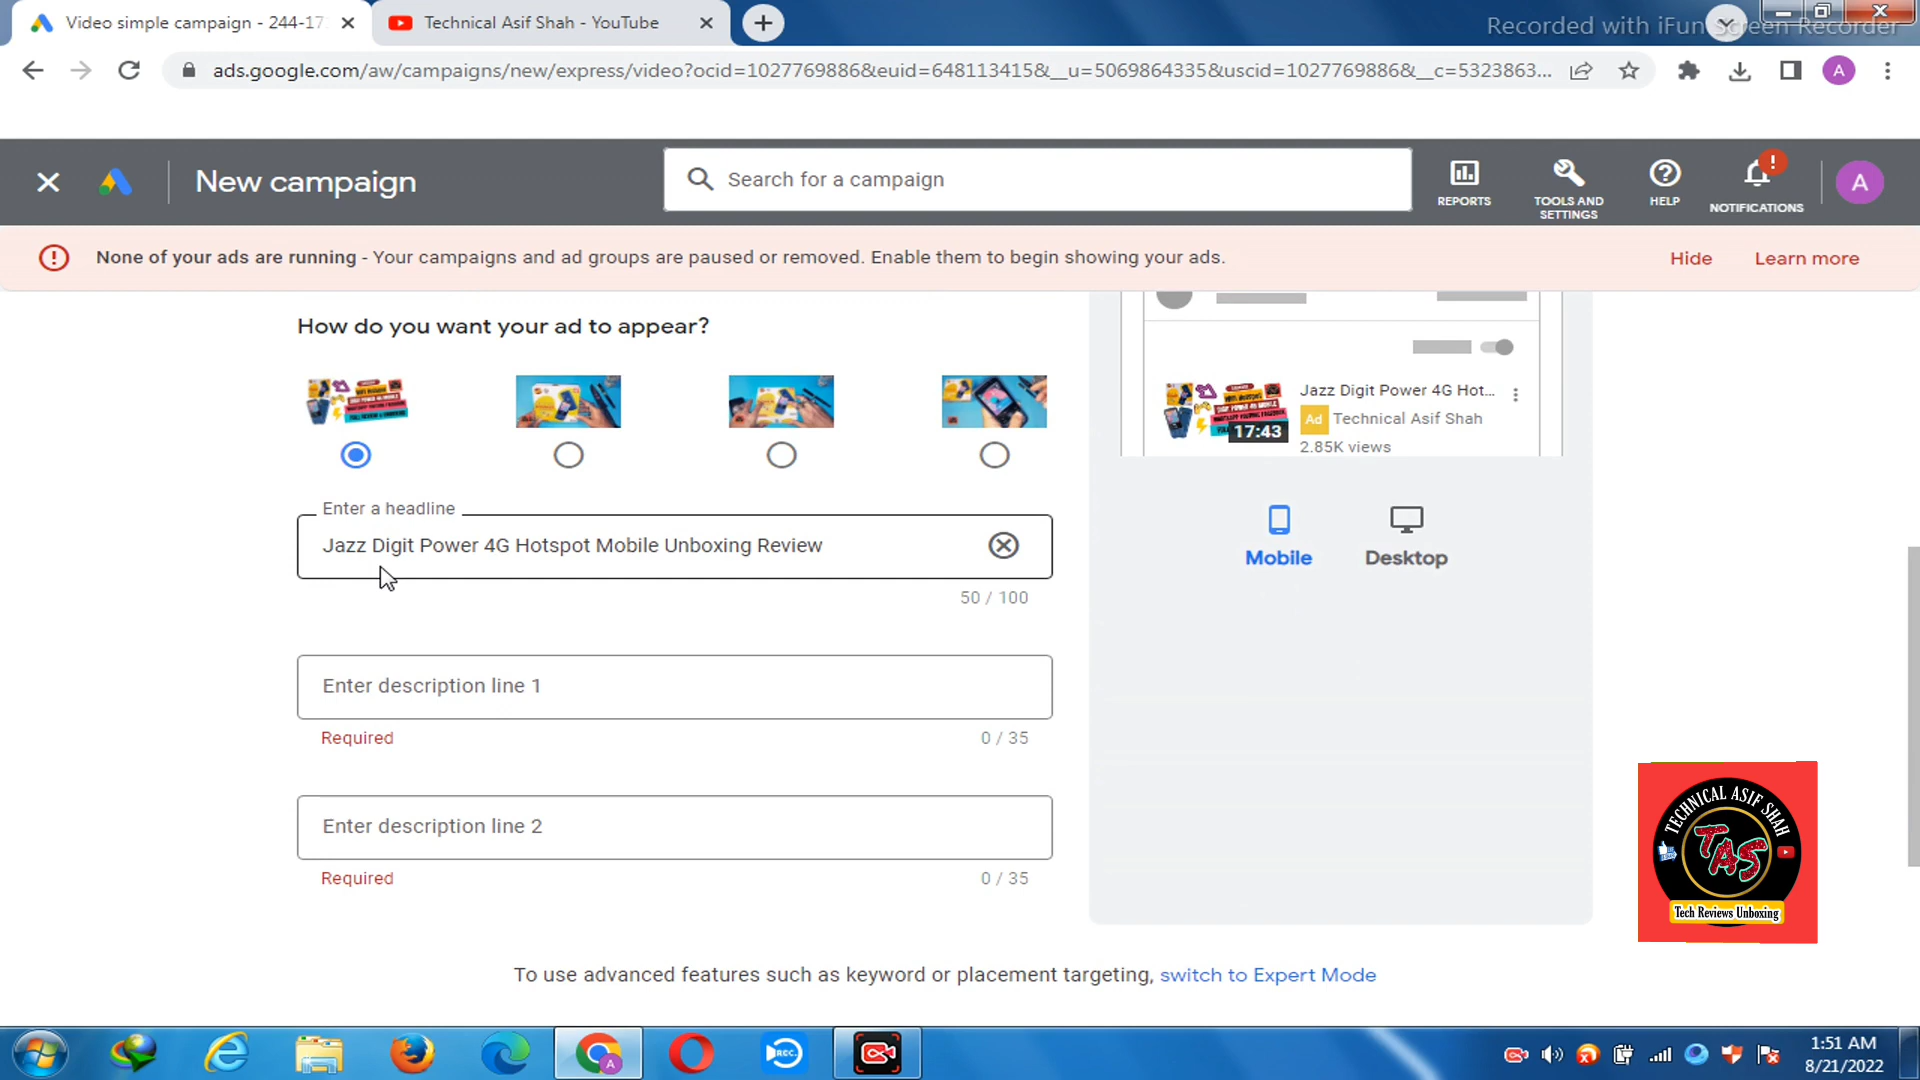 Video simple campaign - 244-17
Technical Asif Shah - YouTube
Recorded with iFun Screen Recorder
ads.google.com/aw/campaigns/new/express/video?ocid=1027769886&euid=648113415&__u=5069864335&uscid=1027769886&__c=5323863...
A
New campaign
Search for a campaign
REPORTS
TOOLS AND
SETTINGS
HELP
!
NOTIFICATIONS
A
None of your ads are running - Your campaigns and ad groups are paused or removed. Enable them to begin showing your ads.
Hide
Learn more
How do you want your ad to appear?
Jazz Digit Power 4G Hot...
Ad Technical Asif Shah
17:43
2.85K views
Enter a headline
Jazz Digit Power 4G Hotspot Mobile Unboxing Review
50 / 100
Mobile
Desktop
Enter description line 1
Required
0 / 35
Enter description line 2
Required
0 / 35
TECHNICAL ASIF SHAH
TAS
Tech Reviews Unboxing
To use advanced features such as keyword or placement targeting, switch to Expert Mode
REC.
A
1:51 AM
8/21/2022